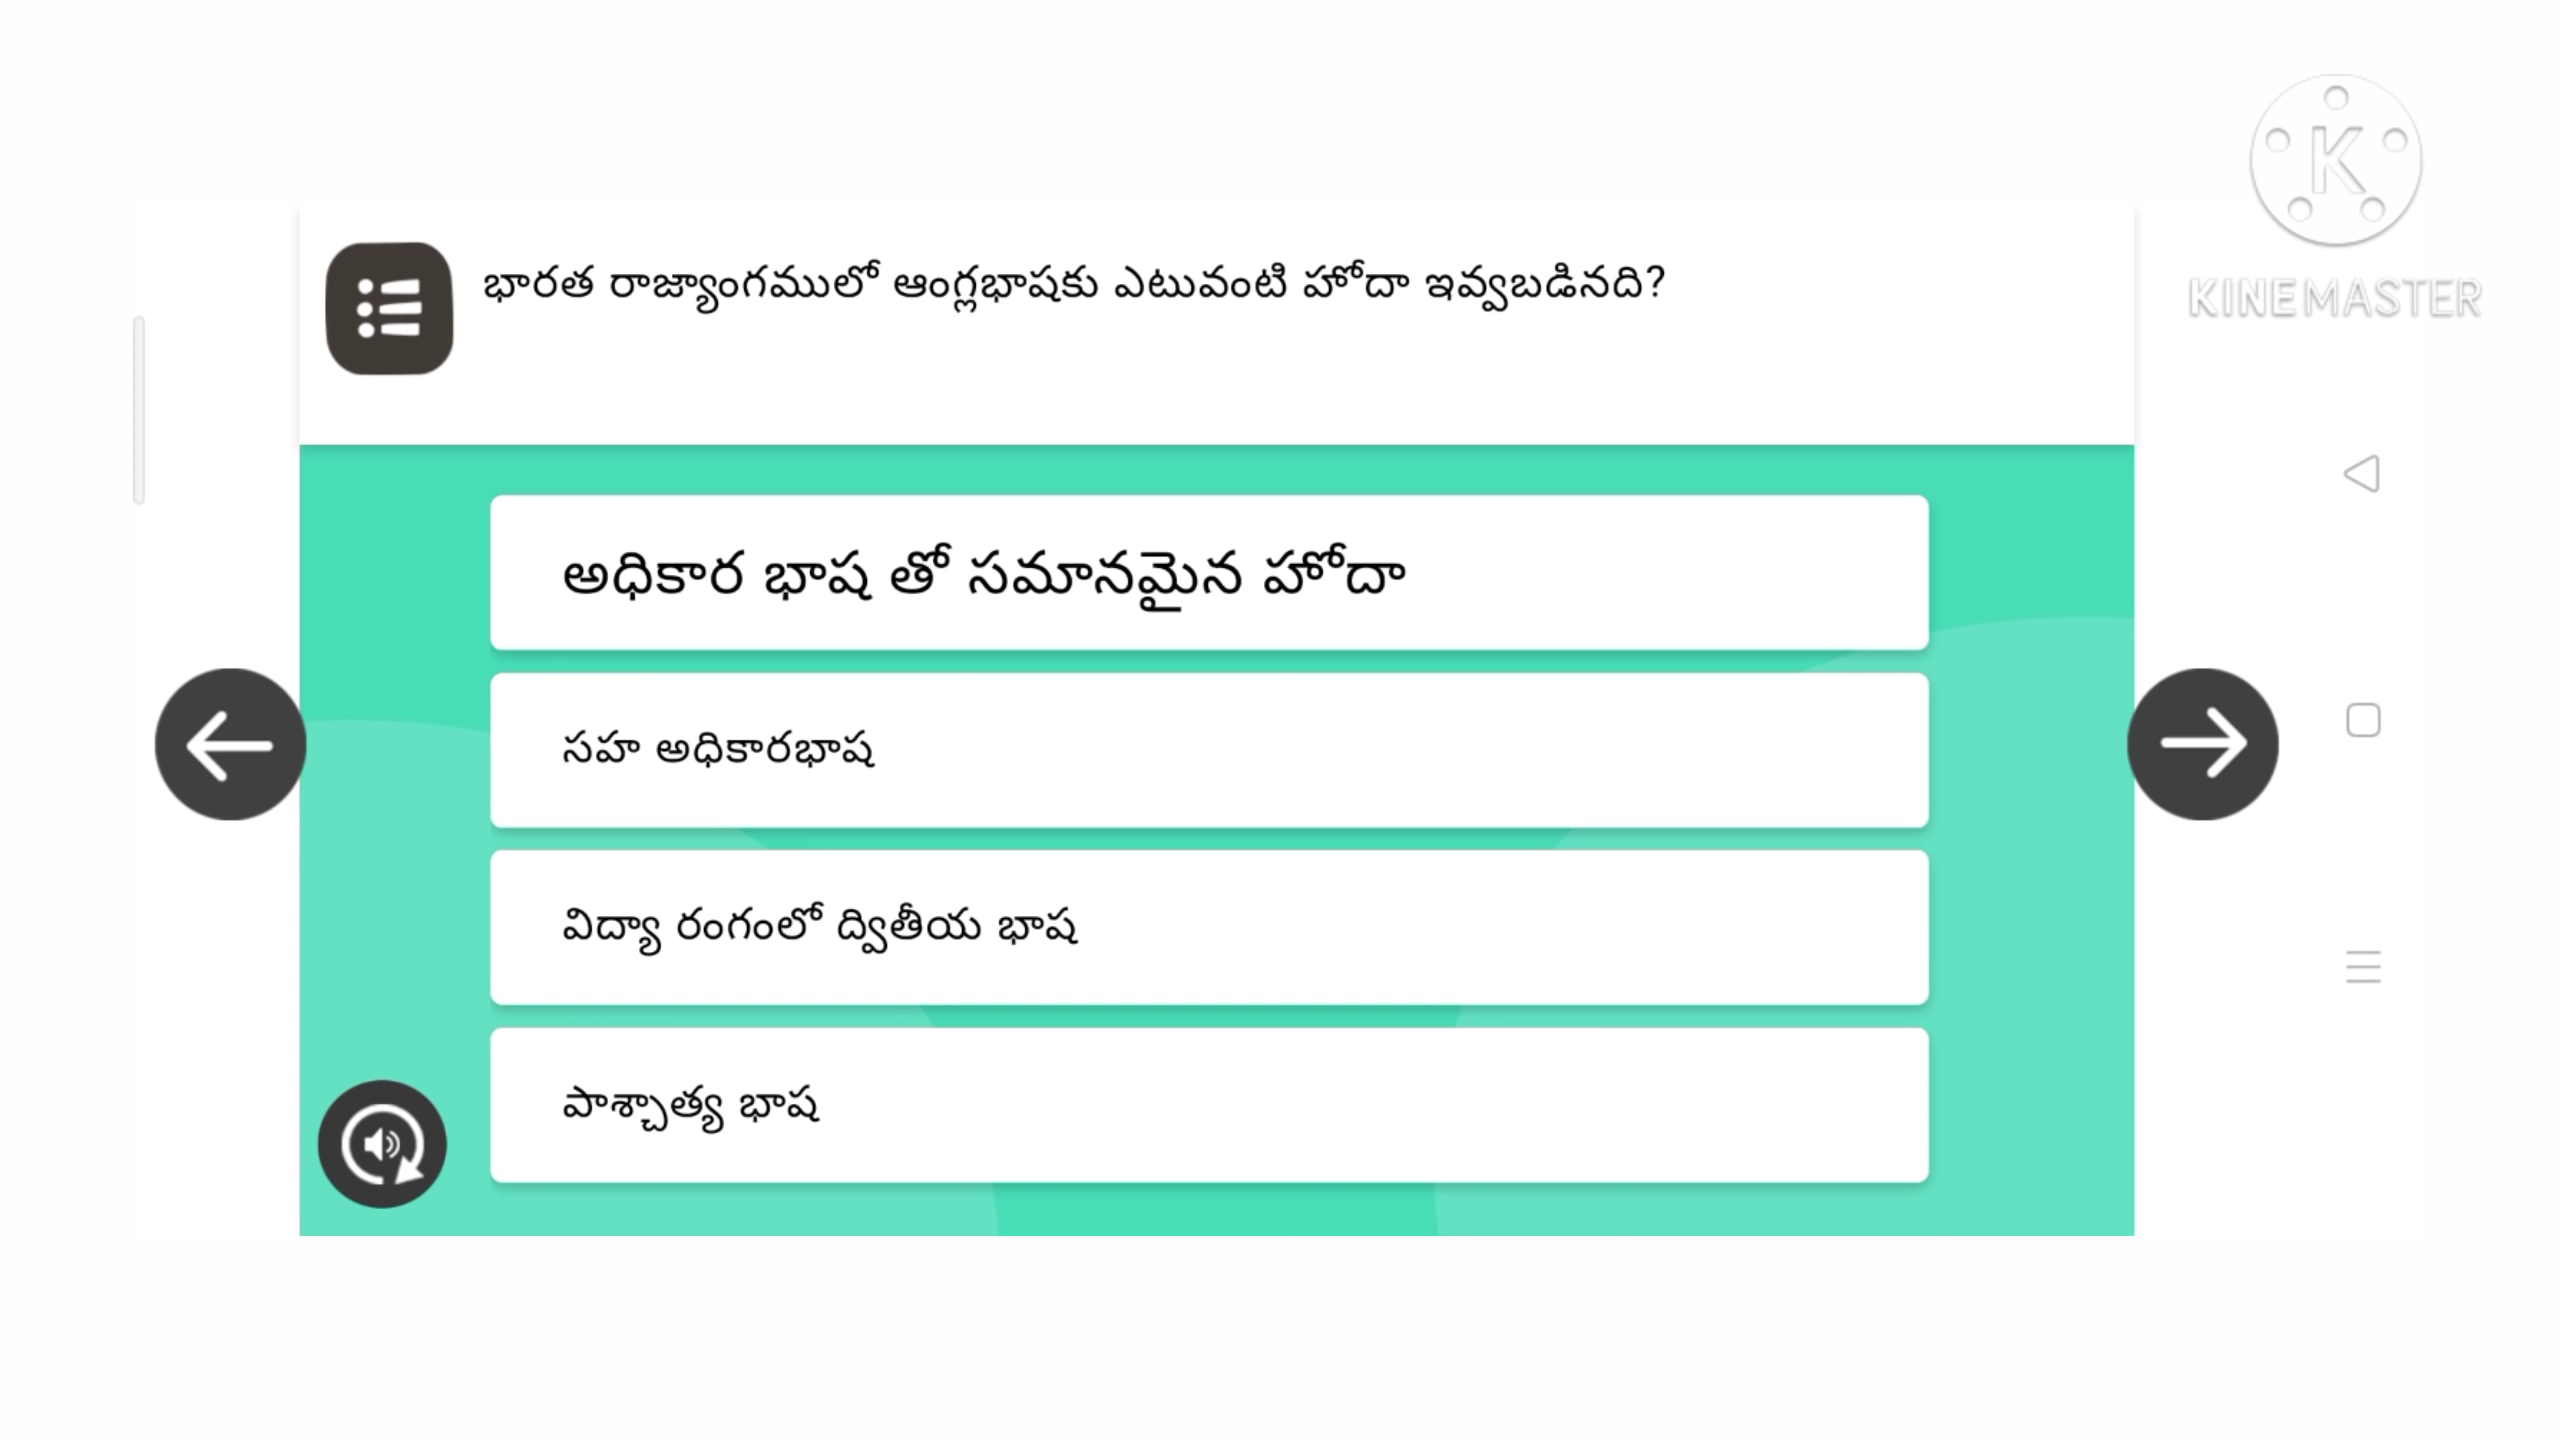 K
KINEMASTER
భారత రాజ్యాంగములో ఆంగ్లభాషకు ఎటువంటి హోదా ఇవ్వబడినది?
అధికార భాష తో సమానమైన హోదా
సహ అధికారభాష
విద్యా రంగంలో ద్వితీయ భాష
పాశ్చాత్య భాష